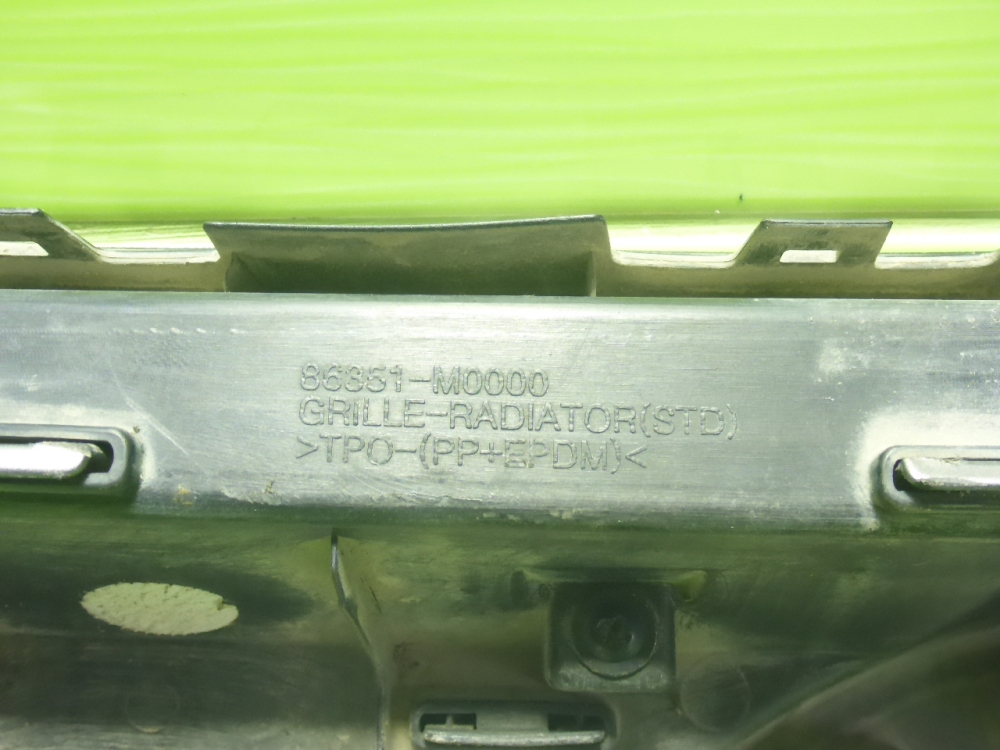 86351-M0000
GRILLE-RADIATOR(STD)
>TPO-(PP+EPDM)<